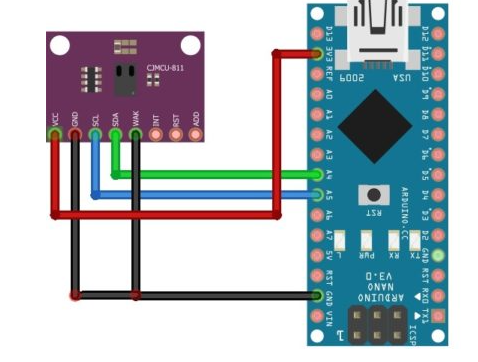 CJMCU-811
VCC
GND
SCL
SDA
WAK
INT
RST
ADD
D13
3V3
REF
A0
A1
A2
A3
A4
A5
A6
A7
5V
RST
GND
VIN
2009
USA
D12
D11
D10
D9
D8
D7
D6
D5
D4
D3
D2
GND
RST
RX0
TX1
RST
ARDUINO.CC
L
PWR
RX
TX
ARDUINO
NANO
V3.0
ICSP
1